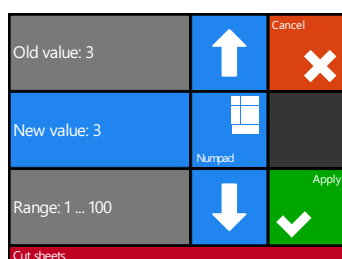 Old value: 3
Cancel
New value: 3
Numpad
Range: 1 ... 100
Apply
Cut sheets